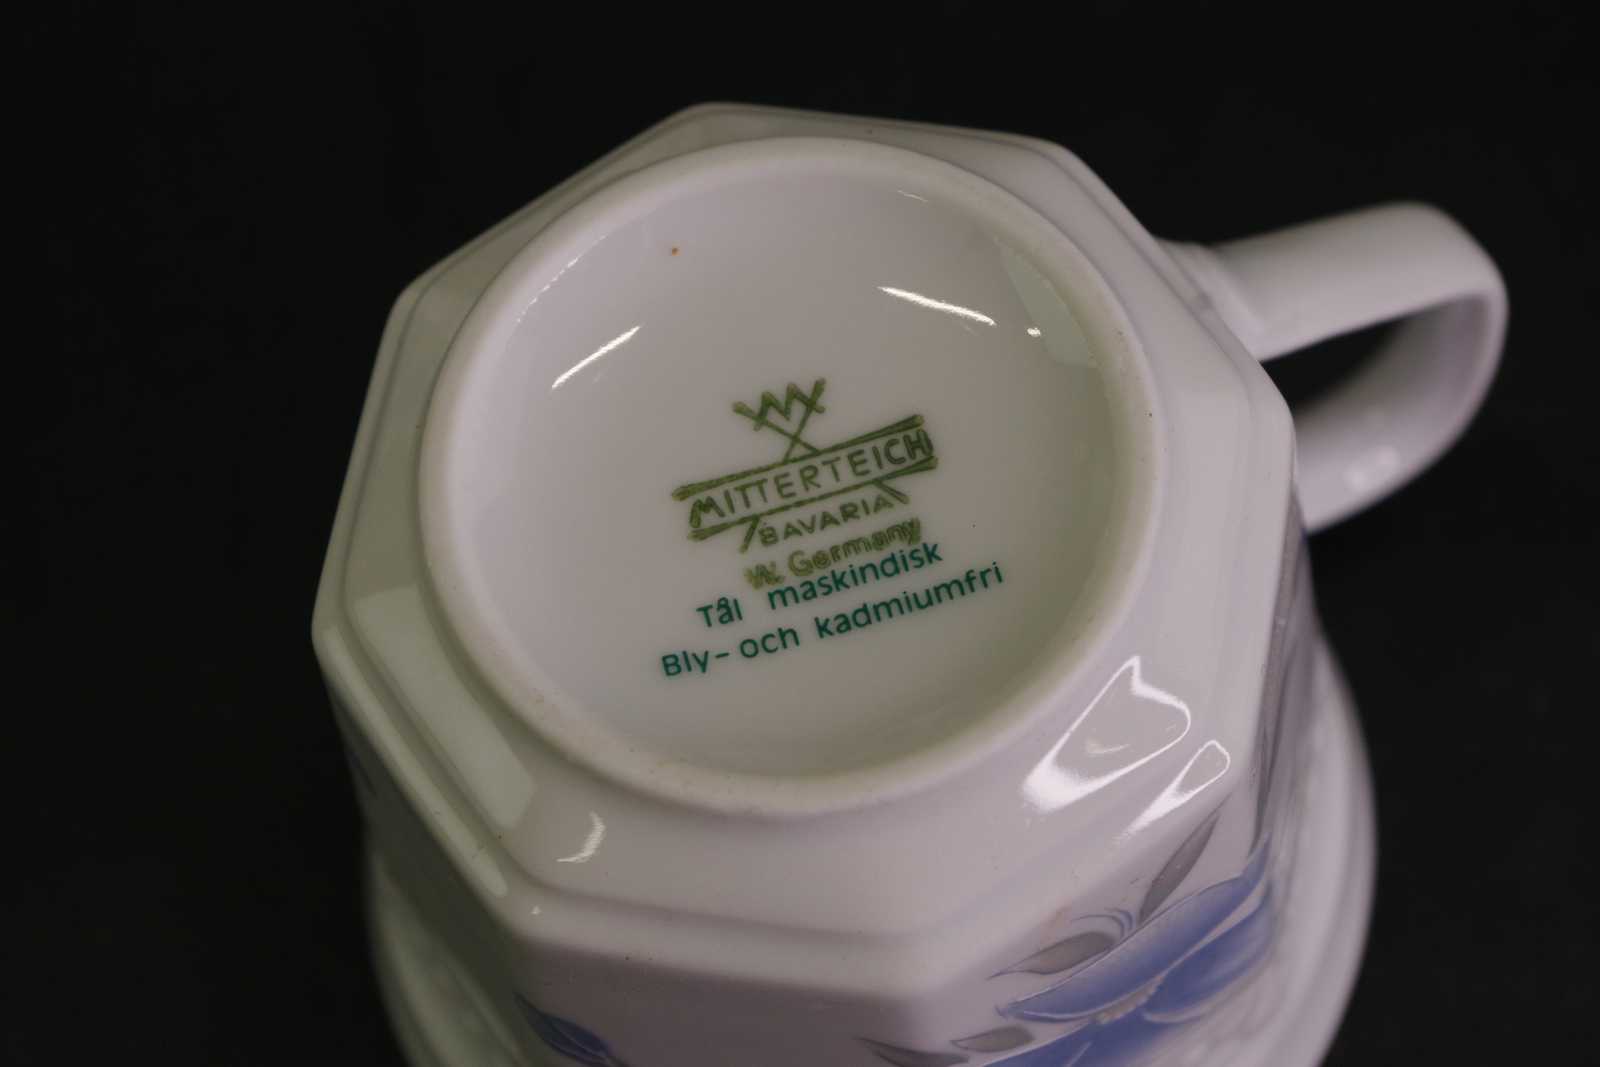 MITTERTEICH
BAVARIA
W. Germany
Tål maskindisk
Bly- och kadmiumfri